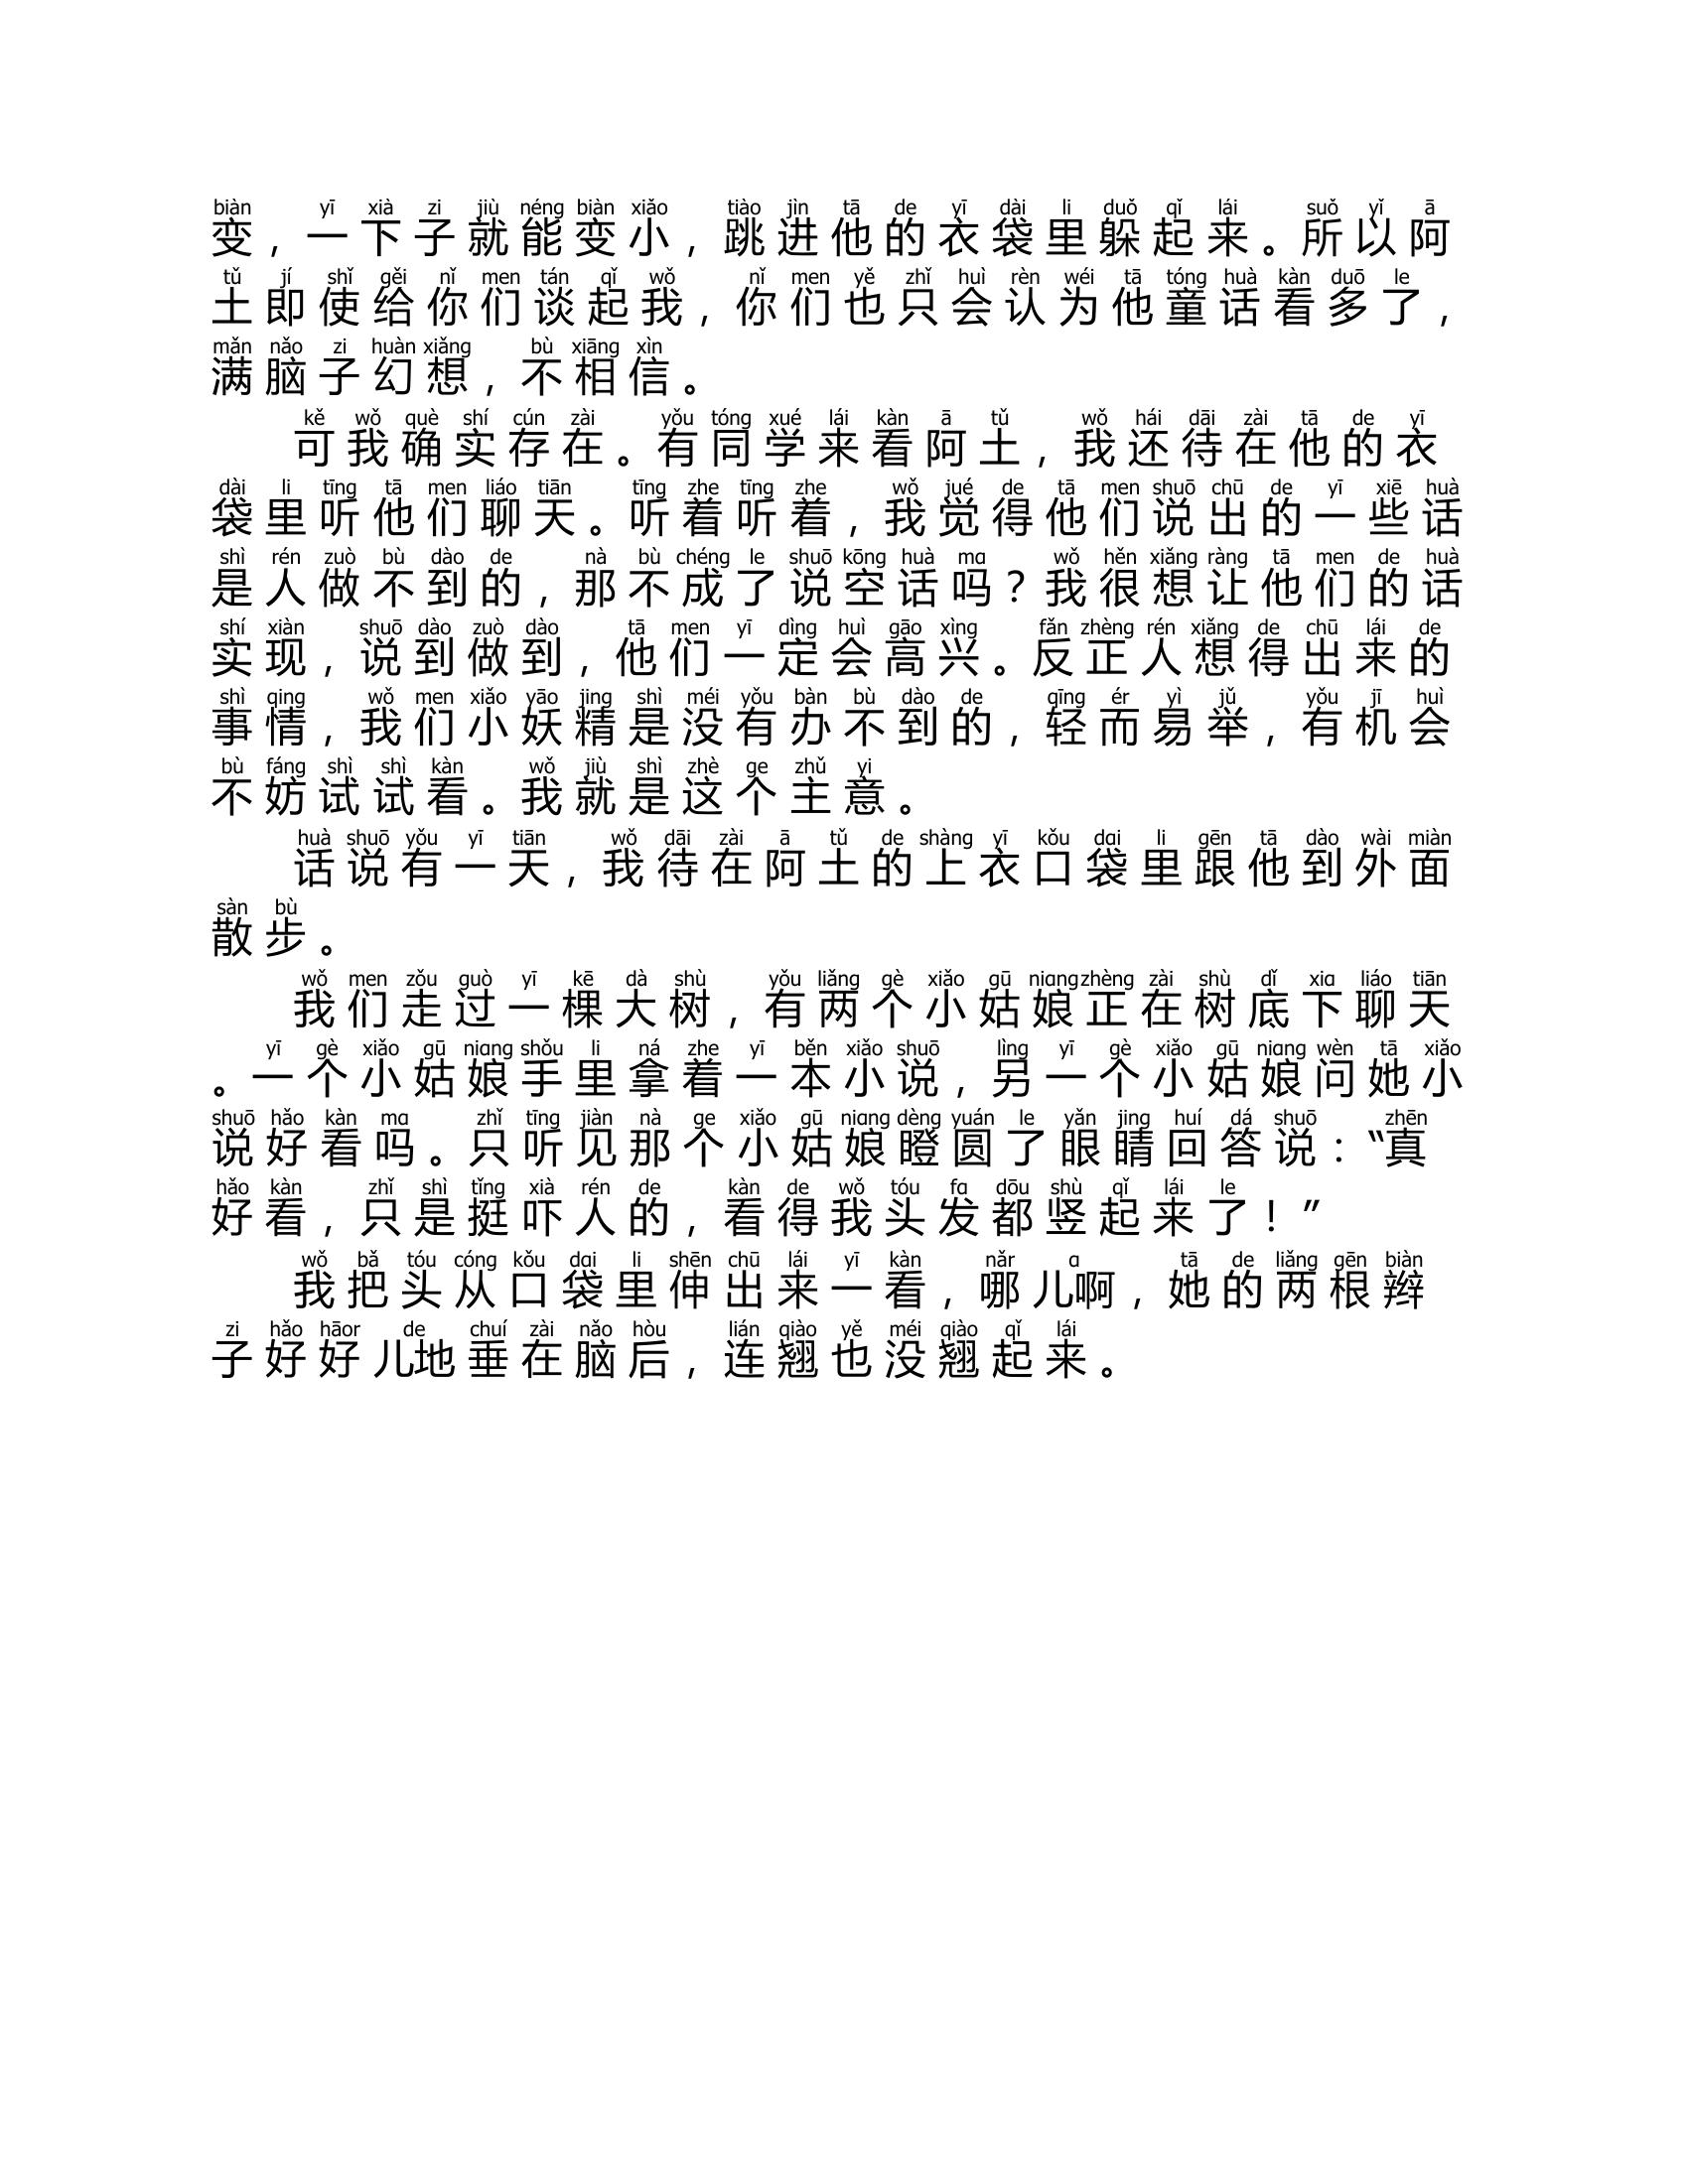 biàn yī xià zi jiù néng biàn xiǎo tiào jìn tā de yī dài li duǒ qǐ lái suǒ yǐ ā
变，一下子就能变小，跳进他的衣袋里躲起来。所以阿
tǔ jí shǐ gěi nǐ men tán qǐ wǒ nǐ men yě zhǐ huì rèn wéi tā tóng huà kàn duō le
土即使给你们谈起我，你们也只会认为他童话看多了，
mǎn nǎo zi huàn xiǎng bù xiāng xìn
满脑子幻想，不相信。
kě wǒ què shí cún zài yǒu tóng xué lái kàn ā tǔ wǒ hái dāi zài tā de yī
可我确实存在。有同学来看阿土，我还待在他的衣
dài li tīng tā men liáo tiān tīng zhe tīng zhe wǒ jué de tā men shuō chū de yī xiē huà
袋里听他们聊天。听着听着，我觉得他们说出的一些话
shì rén zuò bù dào de nà bù chéng le shuō kōng huà ma wǒ hěn xiǎng ràng tā men de huà
是人做不到的，那不成了说空话吗？我很想让他们的话
shí xiàn shuō dào zuò dào tā men yī dìng huì gāo xìng fǎn zhèng rén xiǎng de chū lái de
实现，说到做到，他们一定会高兴。反正人想得出来的
shì qing wǒ men xiǎo yāo jing shì méi yǒu bàn bù dào de qīng ér yì jǔ yǒu jī huì
事情，我们小妖精是没有办不到的，轻而易举，有机会
bù fáng shì shì kàn wǒ jiù shì zhè ge zhǔ yi
不妨试试看。我就是这个主意。
huà shuō yǒu yī tiān wǒ dāi zài ā tǔ de shàng yī kǒu dai li gēn tā dào wài miàn
话说有一天，我待在阿土的上衣口袋里跟他到外面
sàn bù
散步。
wǒ men zǒu guò yī kē dà shù yǒu liǎng gè xiǎo gū niang zhèng zài shù dǐ xia liáo tiān
我们走过一棵大树，有两个小姑娘正在树底下聊天
yī gè xiǎo gū niang shǒu li ná zhe yī běn xiǎo shuō lìng yī gè xiǎo gū niang wèn tā xiǎo
。一个小姑娘手里拿着一本小说，另一个小姑娘问她小
shuō hǎo kàn ma zhǐ tīng jiàn nà ge xiǎo gū niang dèng yuán le yǎn jing huí dá shuō zhēn
说好看吗。只听见那个小姑娘瞪圆了眼睛回答说：“真
hǎo kàn zhǐ shì tǐng xià rén de kàn de wǒ tóu fa dōu shù qǐ lái le
好看，只是挺吓人的，看得我头发都竖起来了！”
wǒ bǎ tóu cóng kǒu dai li shēn chū lái yī kàn nǎr a tā de liǎng gēn biàn
我把头从口袋里伸出来一看，哪儿啊，她的两根辫
zi hǎo hāor de chuí zài nǎo hòu lián qiào yě méi qiào qǐ lái
子好好儿地垂在脑后，连翘也没翘起来。